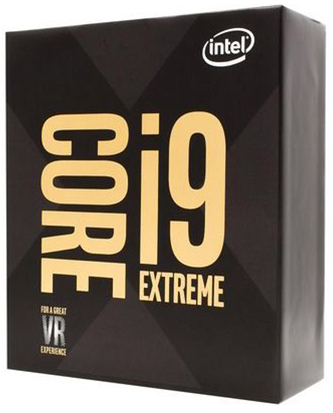 intel
CORE
i9
EXTREME
FOR A GREAT
VR
EXPERIENCE